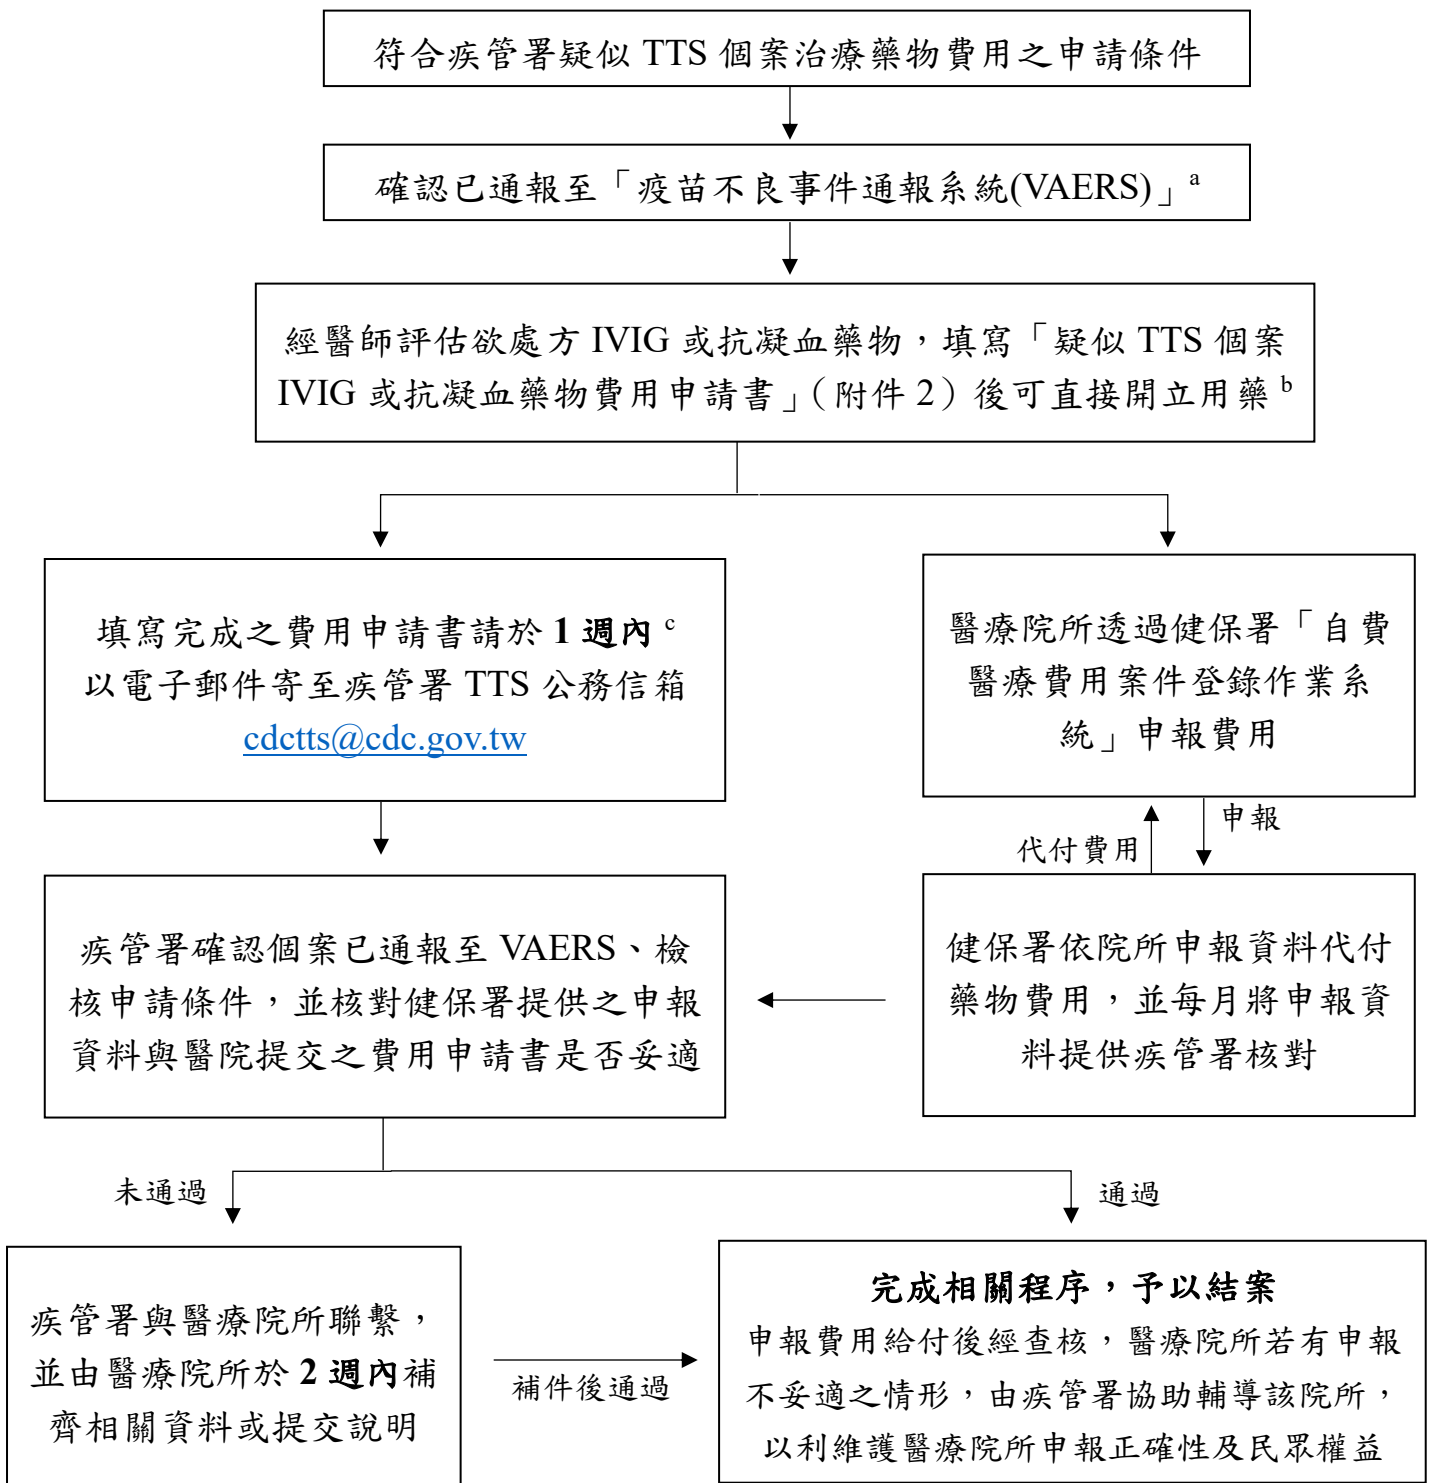 符合疾管署疑似 TTS 個案治療藥物費用之申請條件
確認已通報至「疫苗不良事件通報系統(VAERS)」a
經醫師評估欲處方 IVIG 或抗凝血藥物，填寫「疑似 TTS 個案
IVIG 或抗凝血藥物費用申請書」（附件 2）後可直接開立用藥 b
填寫完成之費用申請書請於 1 週內 c
以電子郵件寄至疾管署 TTS 公務信箱
cdctts@cdc.gov.tw
醫療院所透過健保署「自費
醫療費用案件登錄作業系
統」申報費用
申報
代付費用
疾管署確認個案已通報至 VAERS、檢
核申請條件，並核對健保署提供之申報
資料與醫院提交之費用申請書是否妥適
健保署依院所申報資料代付
藥物費用，並每月將申報資
料提供疾管署核對
未通過
通過
疾管署與醫療院所聯繫，
並由醫療院所於 2 週內補
齊相關資料或提交說明
補件後通過
完成相關程序，予以結案
申報費用給付後經查核，醫療院所若有申報
不妥適之情形，由疾管署協助輔導該院所，
以利維護醫療院所申報正確性及民眾權益